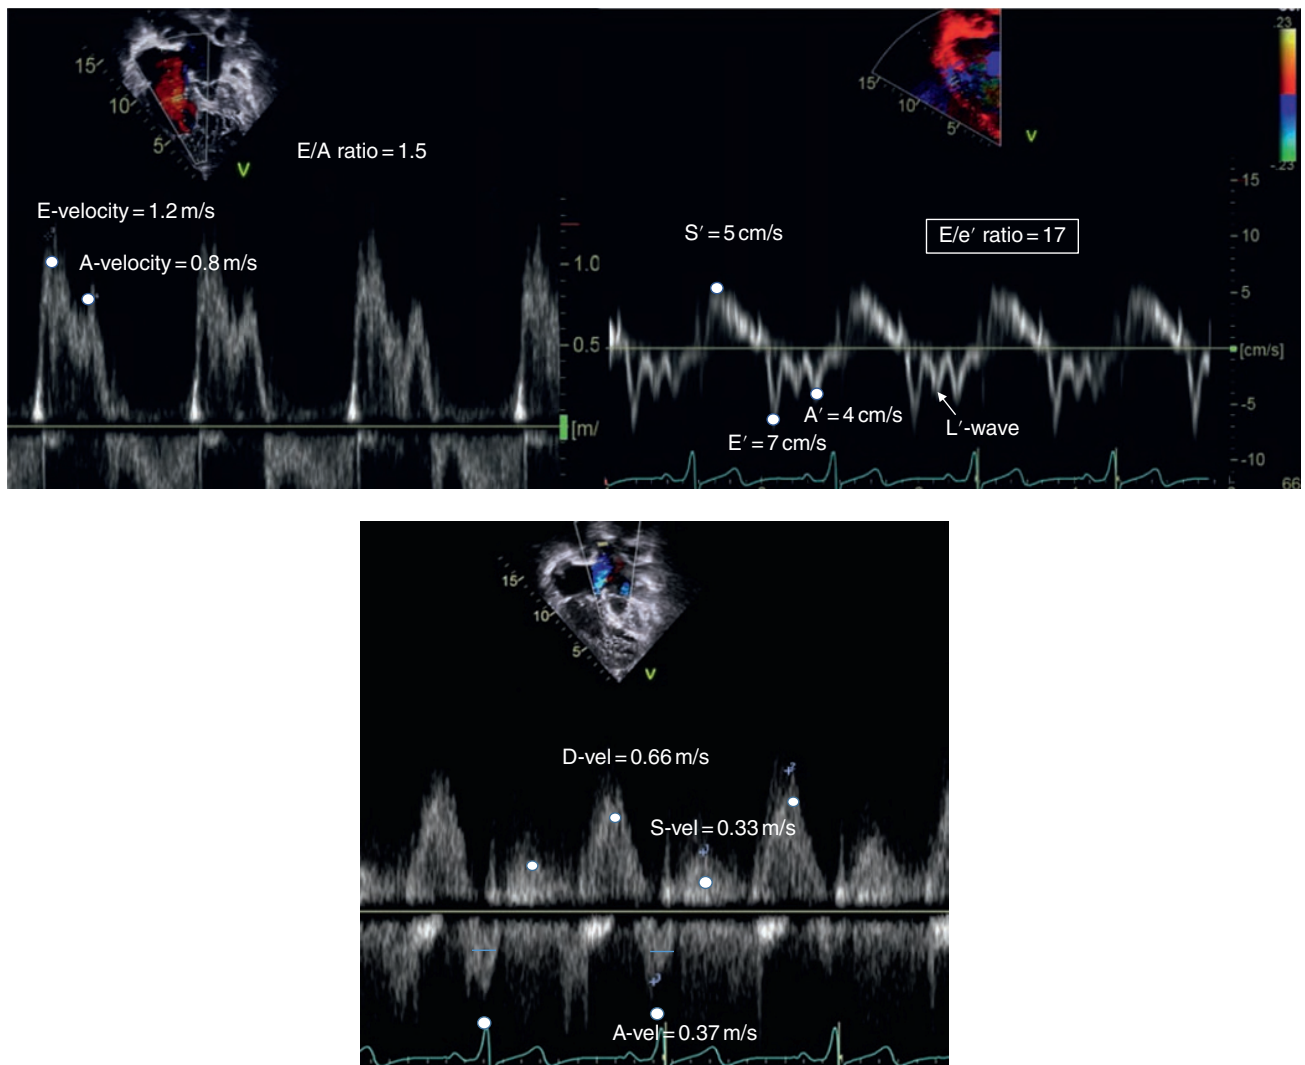 15
10
5
V
E/A ratio = 1.5
E-velocity = 1.2 m/s
A-velocity = 0.8 m/s
1.0
0.5
[m/
15
10
5
V
.23
-.23
S′ = 5 cm/s
E/e′ ratio = 17
15
10
5
[cm/s]
-5
-10
A′ = 4 cm/s
E′ = 7 cm/s
L′-wave
66
15
10
5
V
D-vel = 0.66 m/s
S-vel = 0.33 m/s
A-vel = 0.37 m/s